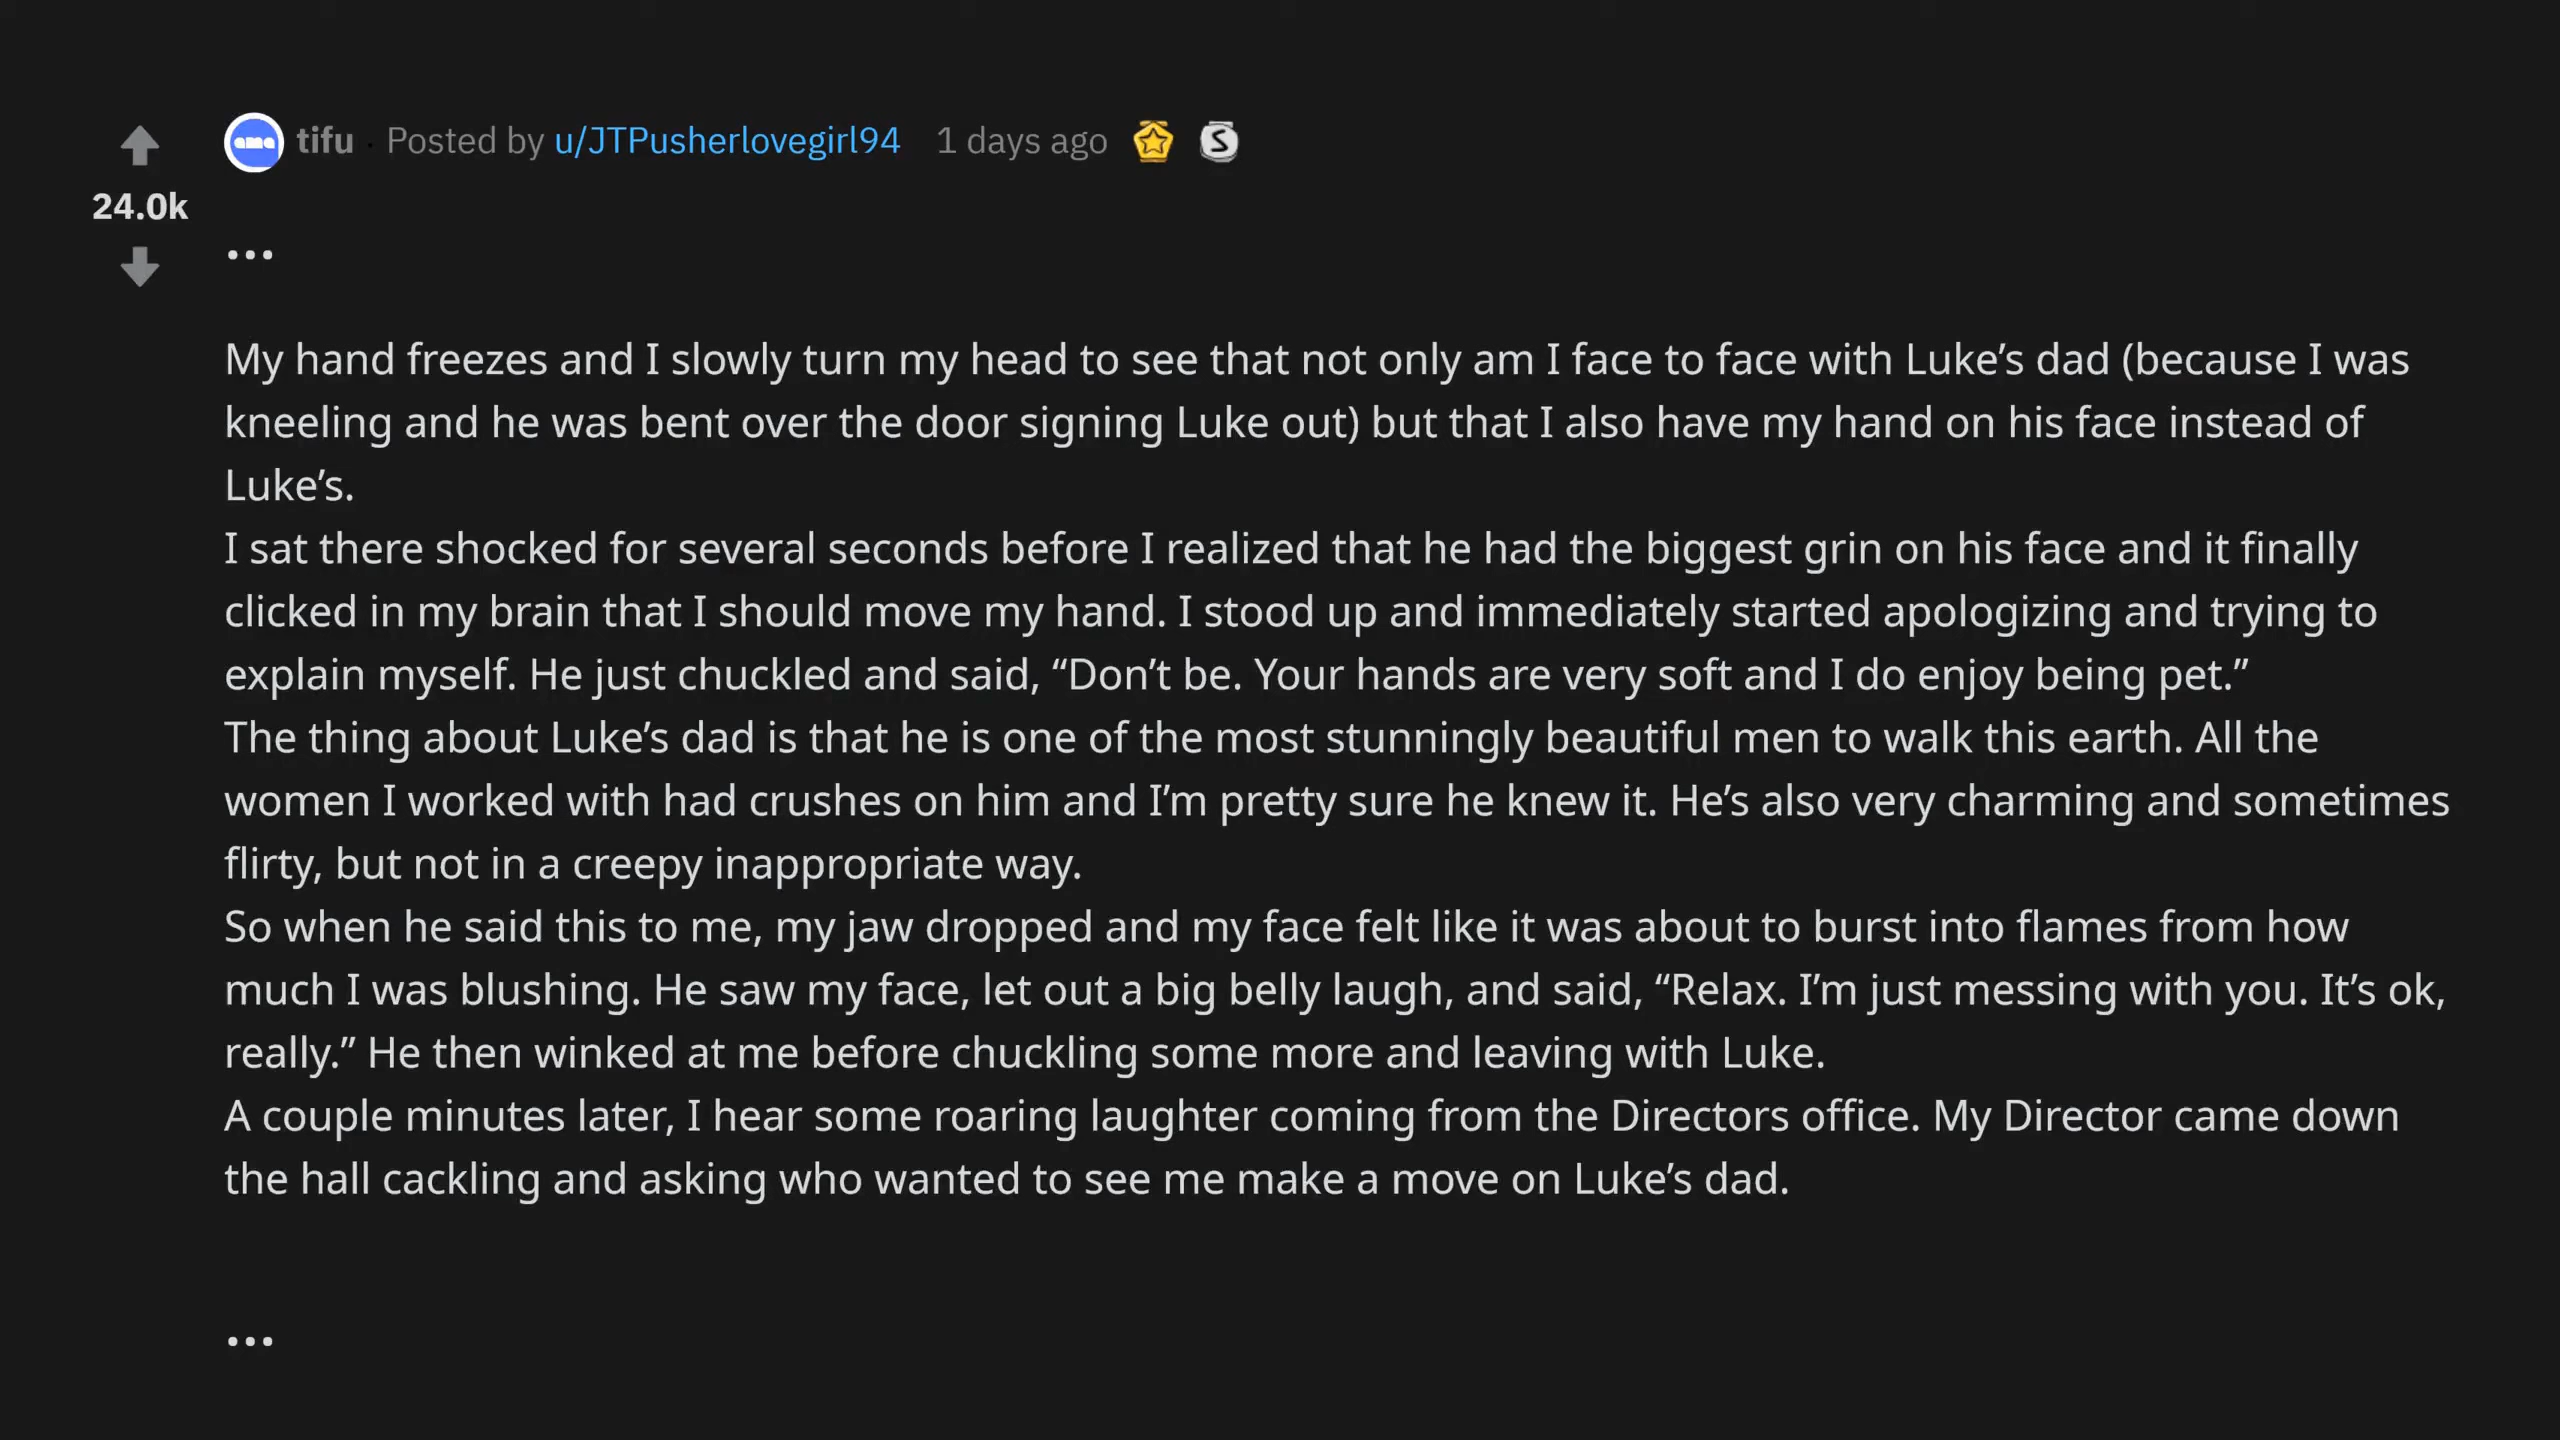 tifu · Posted by u/JTPusherlovegirl94 1 days ago
24.0k
...
My hand freezes and I slowly turn my head to see that not only am I face to face with Luke’s dad (because I was
kneeling and he was bent over the door signing Luke out) but that I also have my hand on his face instead of
Luke’s.
I sat there shocked for several seconds before I realized that he had the biggest grin on his face and it finally
clicked in my brain that I should move my hand. I stood up and immediately started apologizing and trying to
explain myself. He just chuckled and said, “Don’t be. Your hands are very soft and I do enjoy being pet.”
The thing about Luke’s dad is that he is one of the most stunningly beautiful men to walk this earth. All the
women I worked with had crushes on him and I’m pretty sure he knew it. He’s also very charming and sometimes
flirty, but not in a creepy inappropriate way.
So when he said this to me, my jaw dropped and my face felt like it was about to burst into flames from how
much I was blushing. He saw my face, let out a big belly laugh, and said, “Relax. I’m just messing with you. It’s ok,
really.” He then winked at me before chuckling some more and leaving with Luke.
A couple minutes later, I hear some roaring laughter coming from the Directors office. My Director came down
the hall cackling and asking who wanted to see me make a move on Luke’s dad.
...